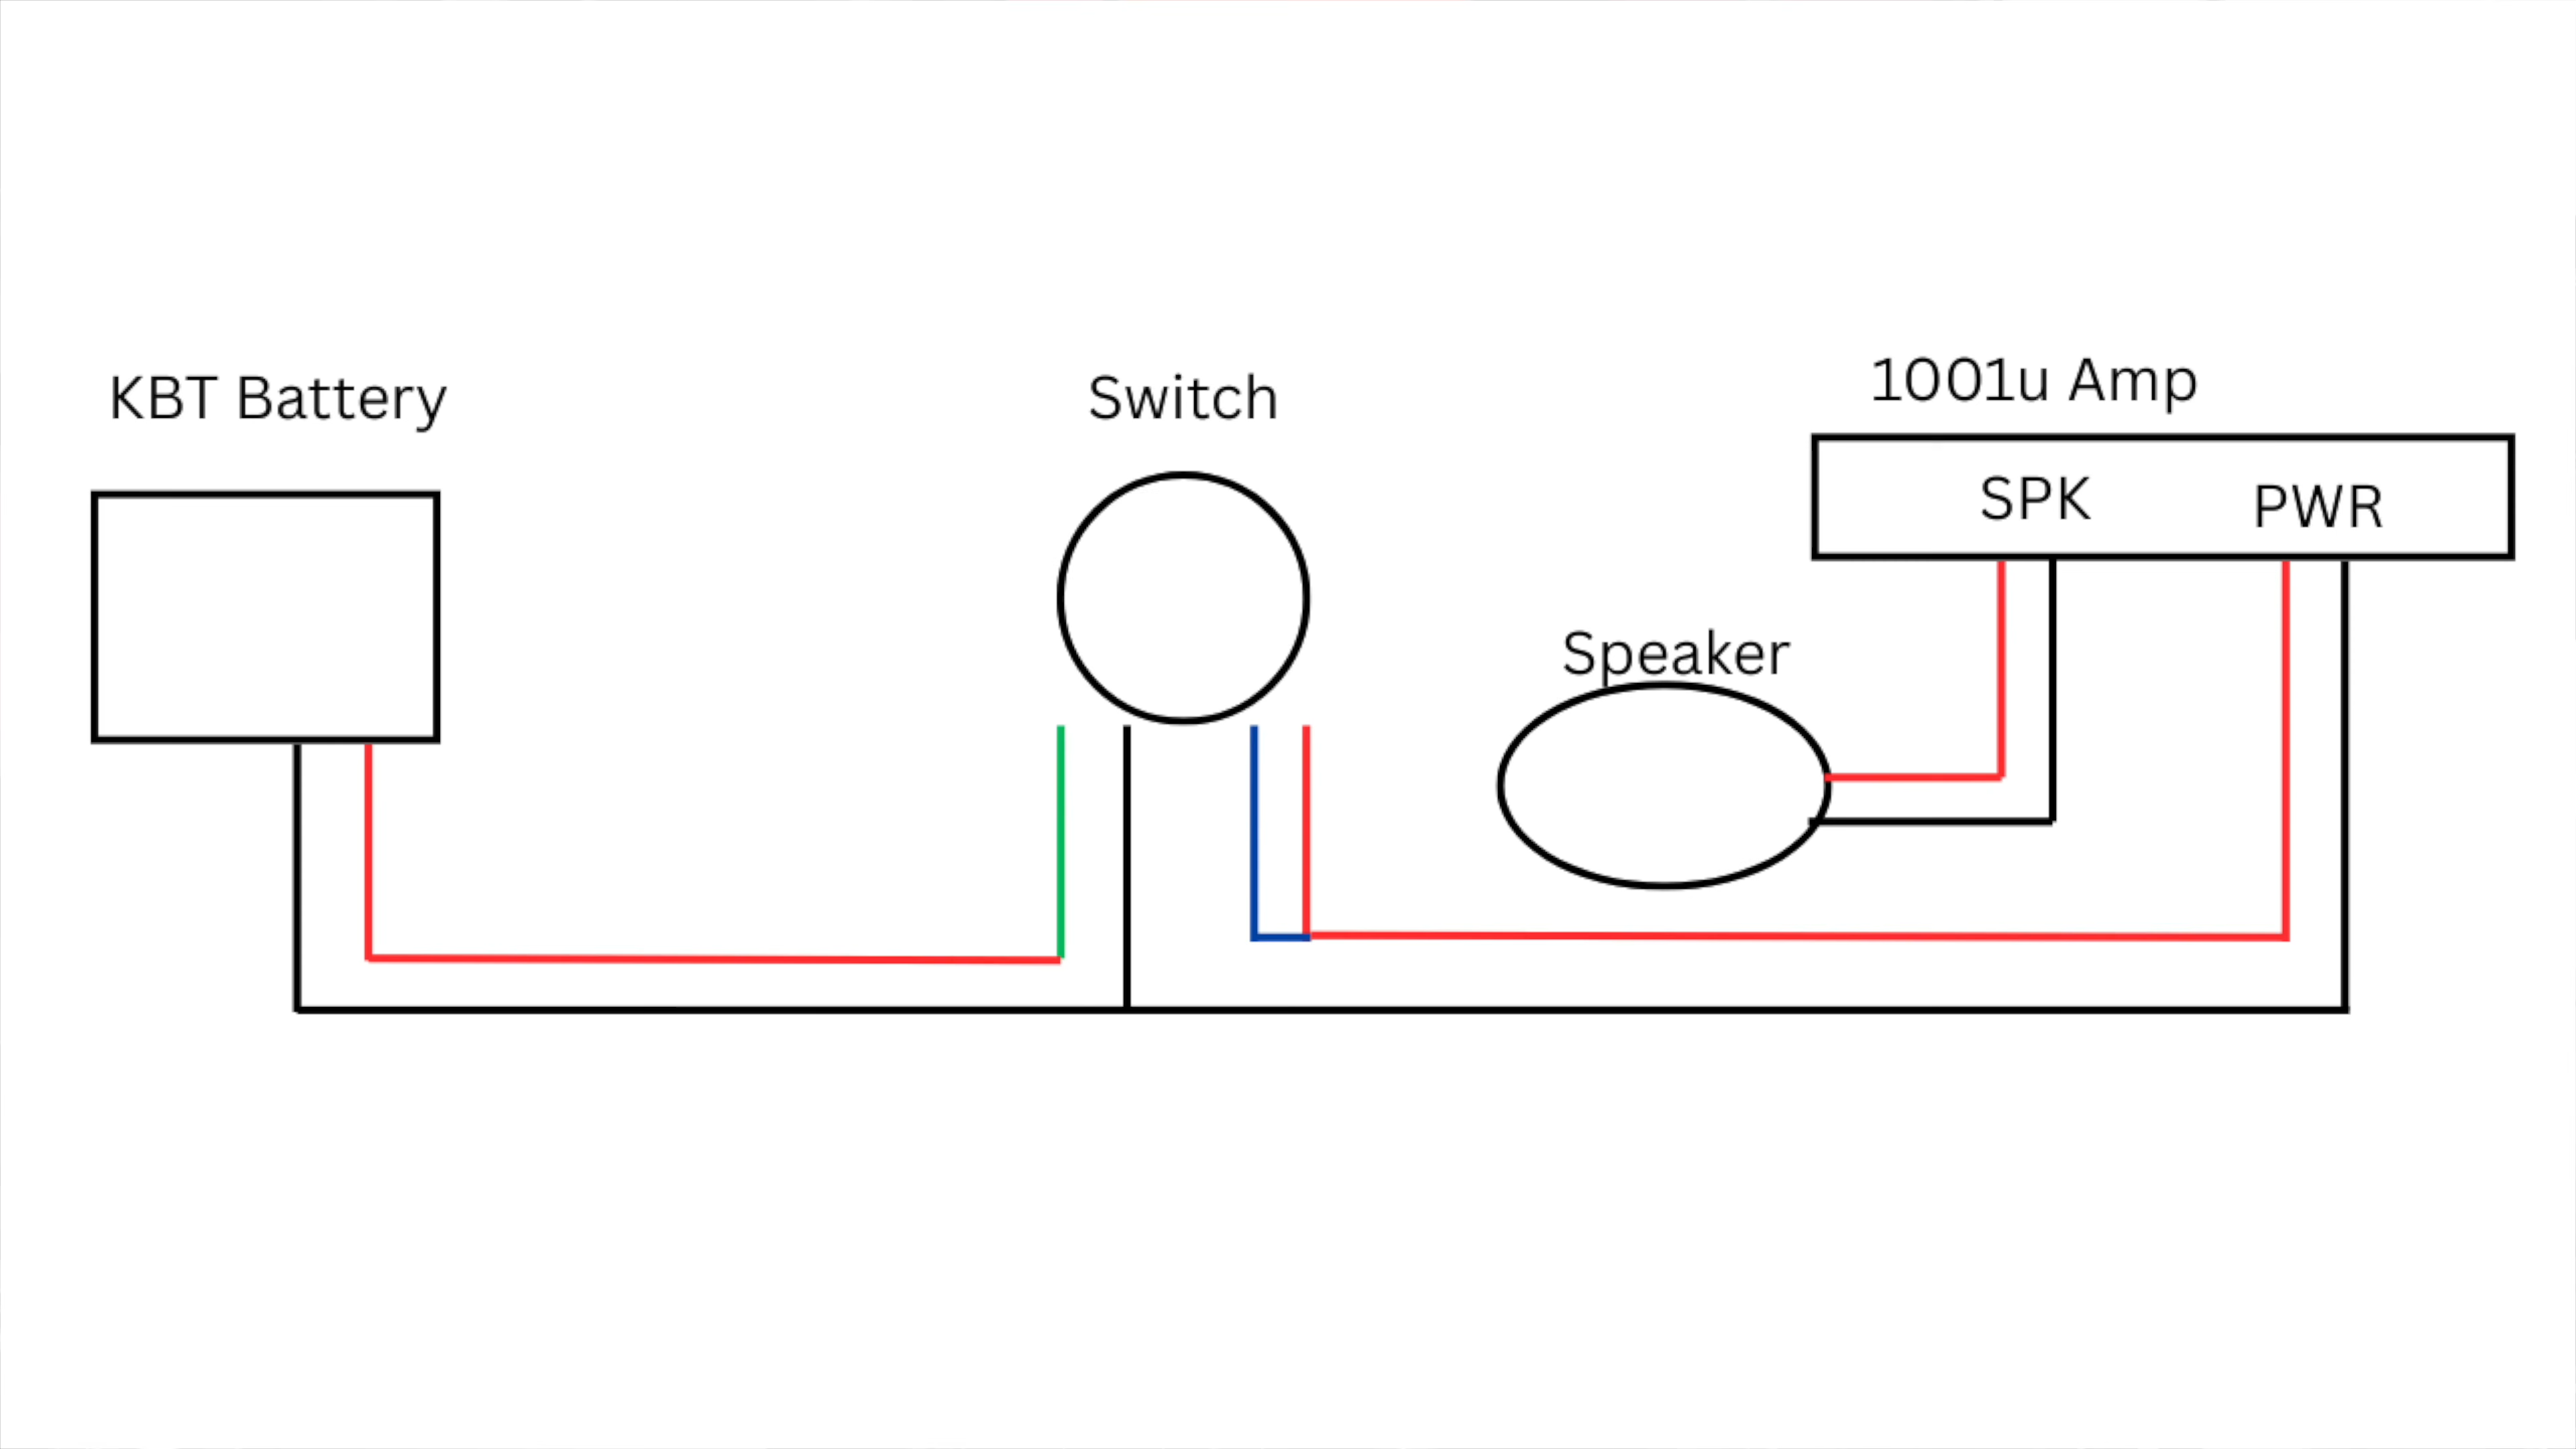 KBT Battery
Switch
1001u Amp
SPK
PWR
Speaker